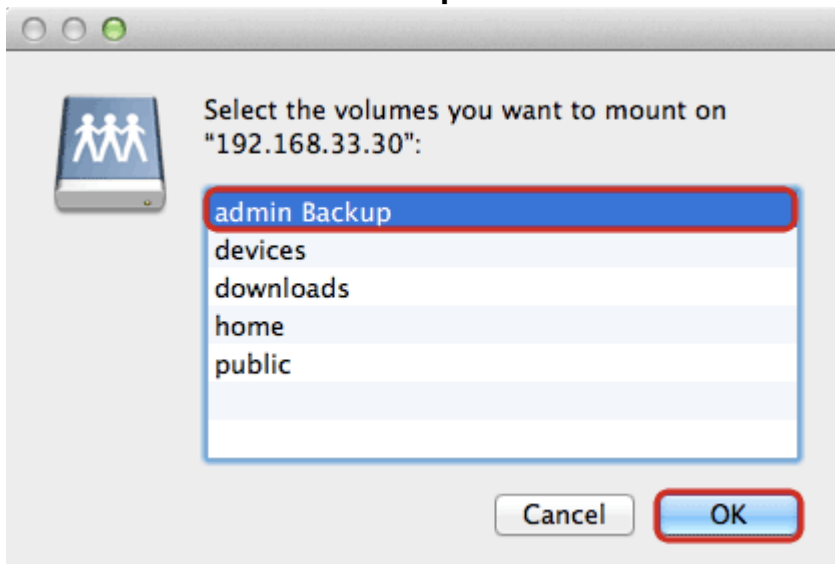 Select the volumes you want to mount on
"192.168.33.30":
admin Backup
devices
downloads
home
public
Cancel OK